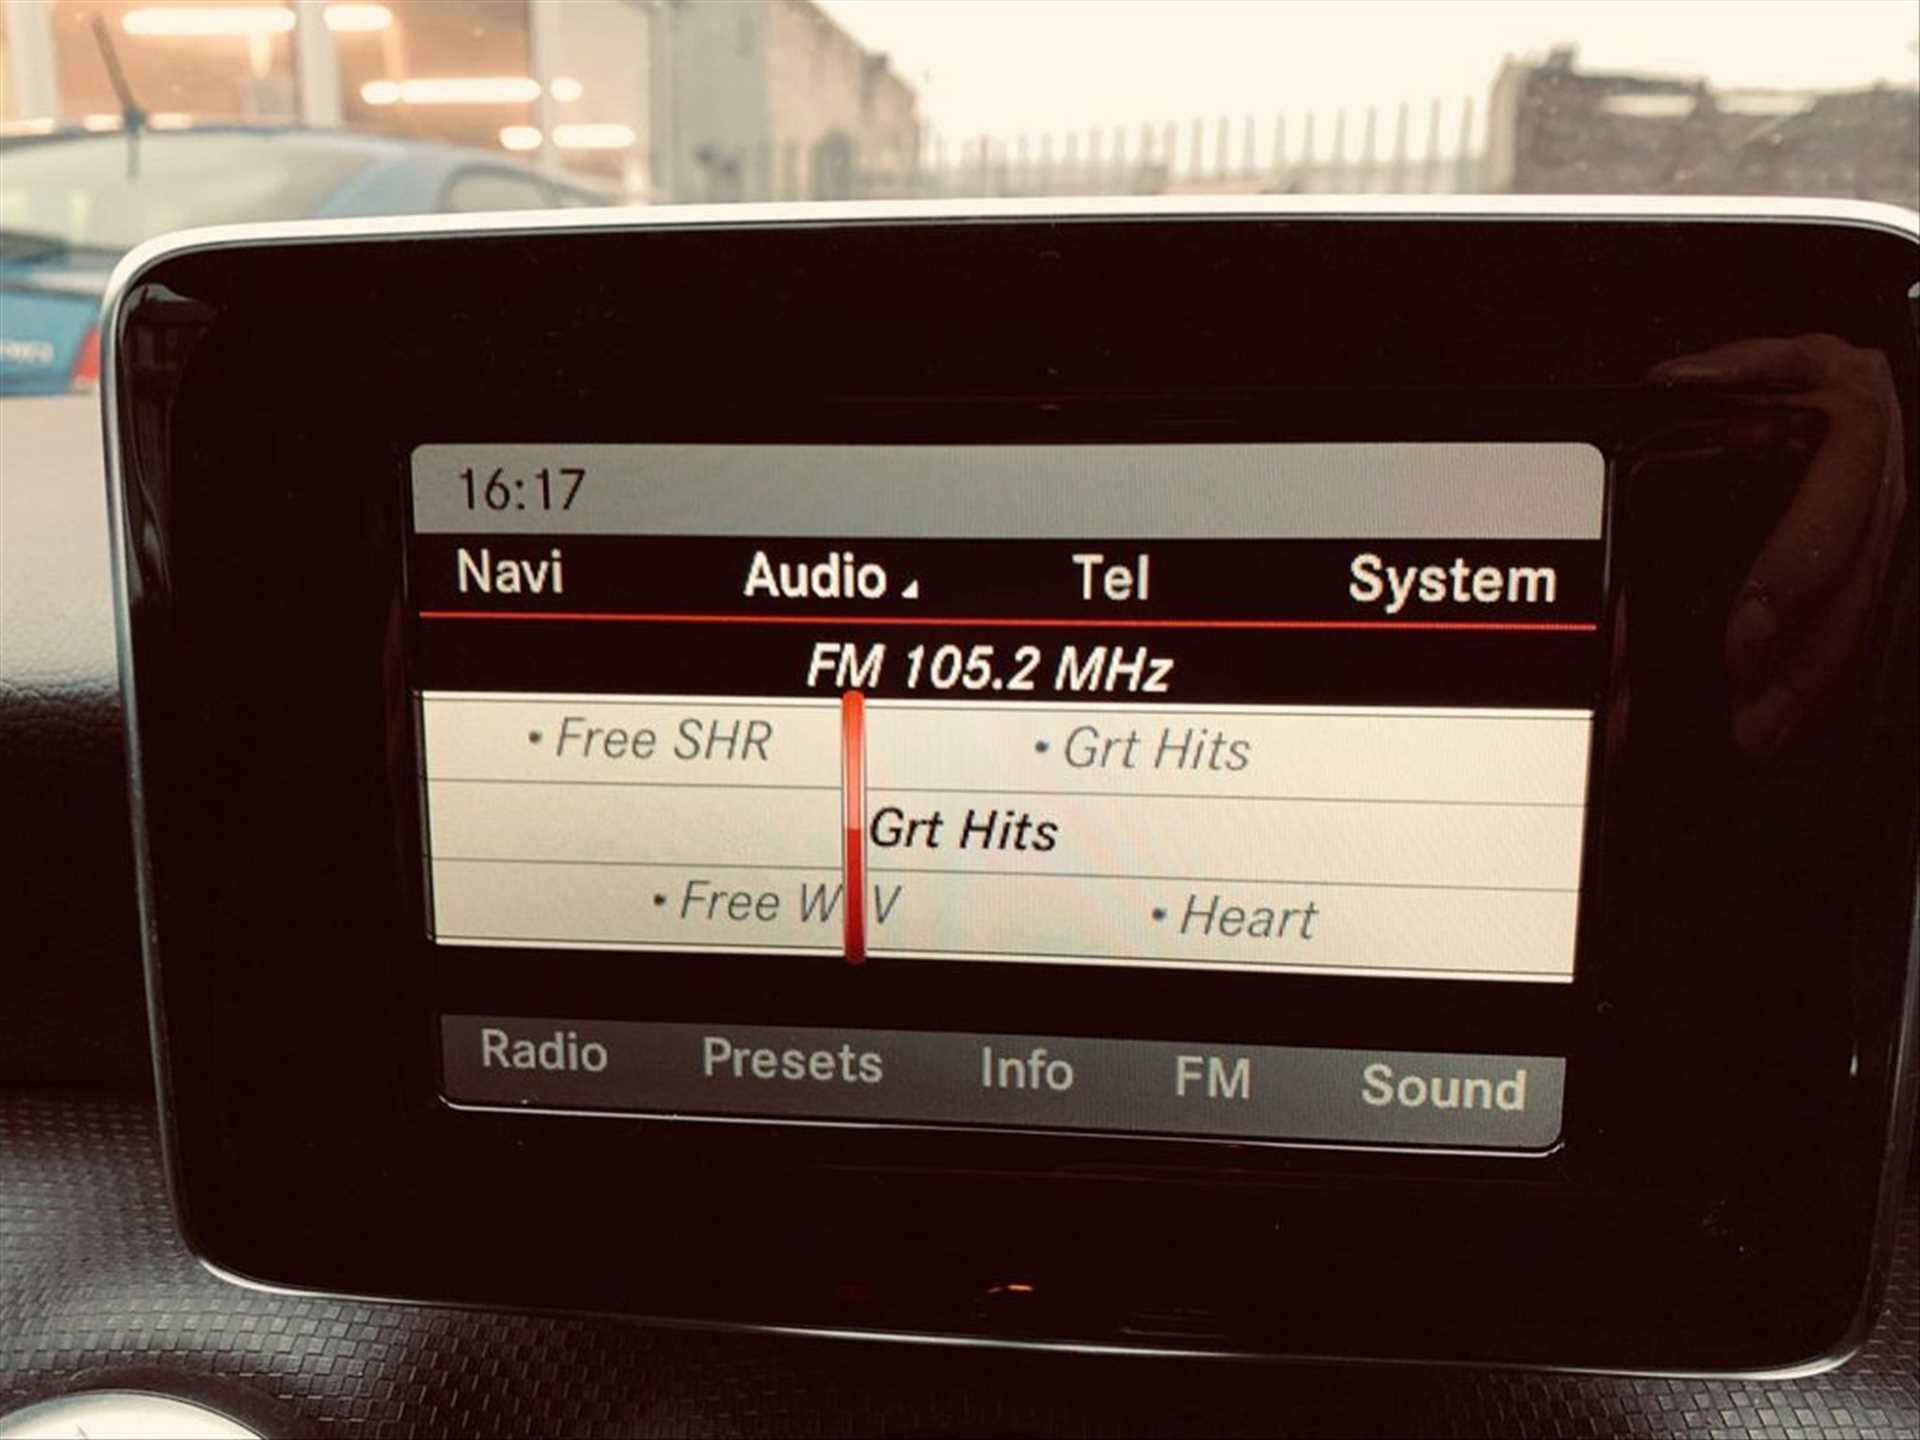 16:17
Navi Audio Tel System
FM 105.2 MHz
• Free SHR • Grt Hits
Grt Hits
• Free W V • Heart
Radio Presets Info FM Sound